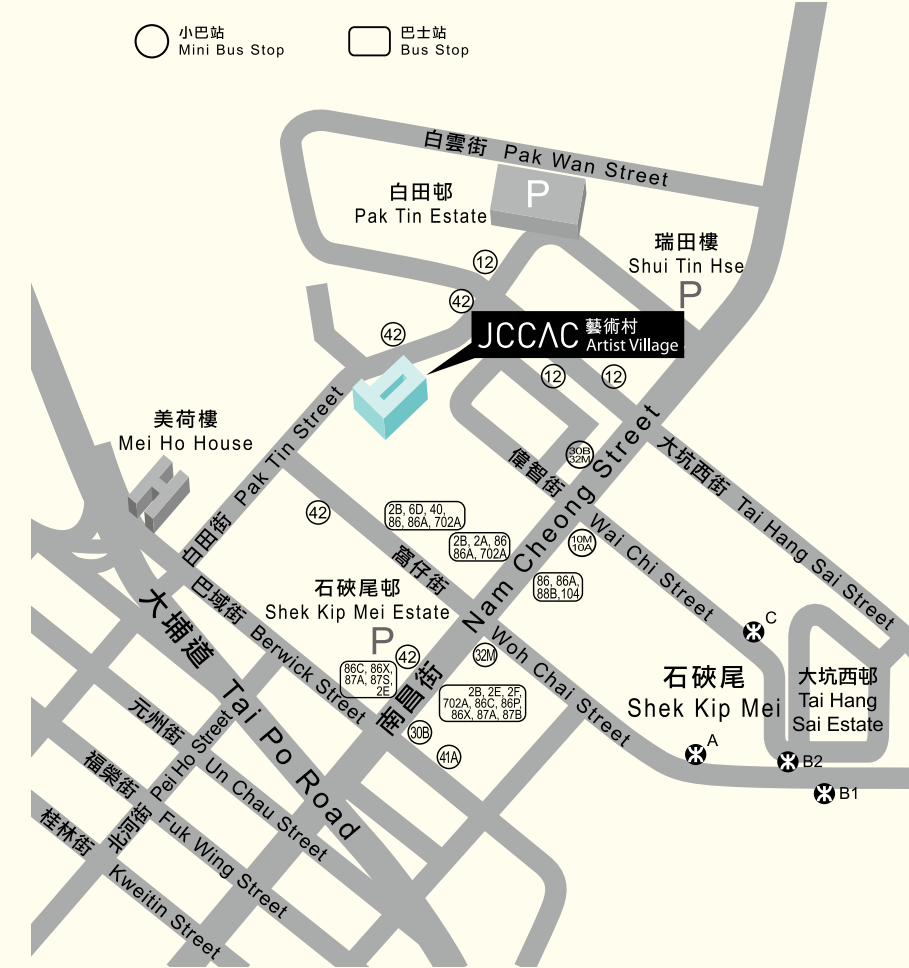 小巴站
Mini Bus Stop
巴士站
Bus Stop
白雲街 Pak Wan Street
P
白田邨
Pak Tin Estate
瑞田樓
Shui Tin Hse
P
12
42
42
JCCAC 藝術村
Artist Village
12
12
美荷樓
Mei Ho House
白田街 Pak Tin Street
偉智街 Wai Chi Street
30B
32M
大坑西街 Tai Hang Sai Street
42
2B, 6D, 40,
86, 86A, 702A
2B, 2A, 86
86A, 702A
10M
10A
86, 86A,
88B,104
窩仔街 Woh Chai Street
南昌街 Nam Cheong Street
石硤尾邨
Shek Kip Mei Estate
P
42
32M
86C, 86X,
87A, 87S,
2E
2B, 2E, 2F,
702A, 86C, 86P,
86X, 87A, 87B
30B
41A
巴域街 Berwick Street
大埔道 Tai Po Road
元州街 Un Chau Street
北河街 Pei Ho Street
福榮街 Fuk Wing Street
桂林街 Kweitin Street
C
石硤尾
Shek Kip Mei
大坑西邨
Tai Hang
Sai Estate
A
B2
B1